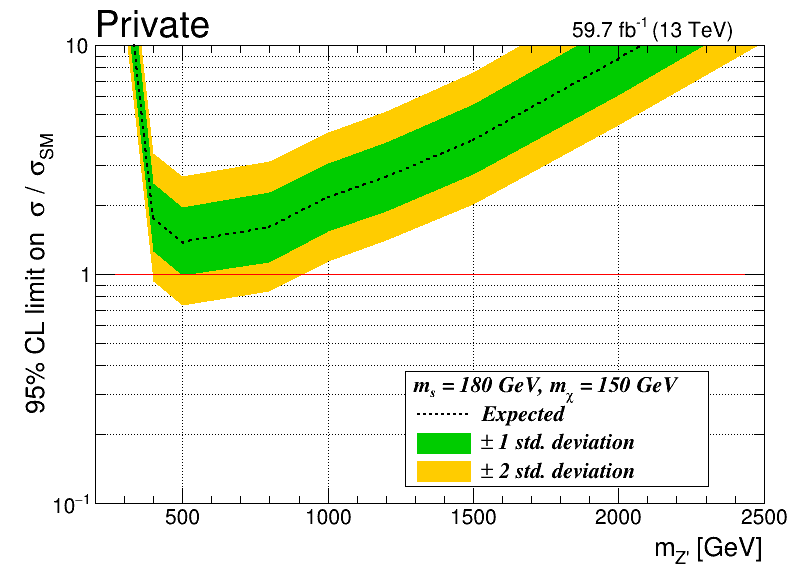 Private
59.7 fb⁻¹ (13 TeV)
95% CL limit on σ / σ_SM
10
1
10⁻¹
m_s = 180 GeV, m_χ = 150 GeV
Expected
± 1 std. deviation
± 2 std. deviation
500 1000 1500 2000 2500
m_Z' [GeV]